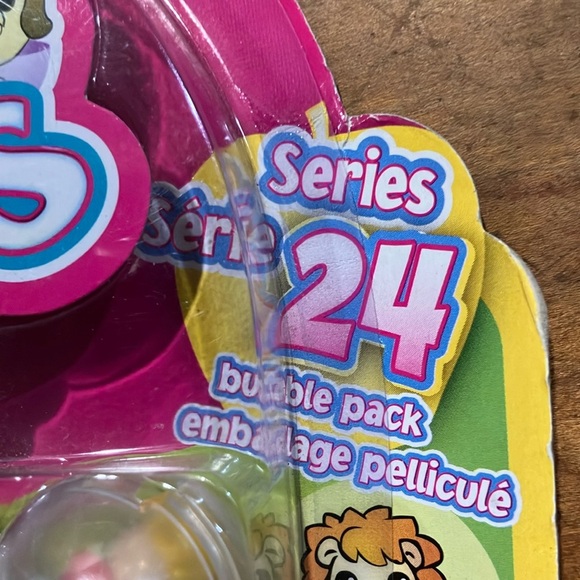 Series
Série
24
bubble pack
emballage pelliculé